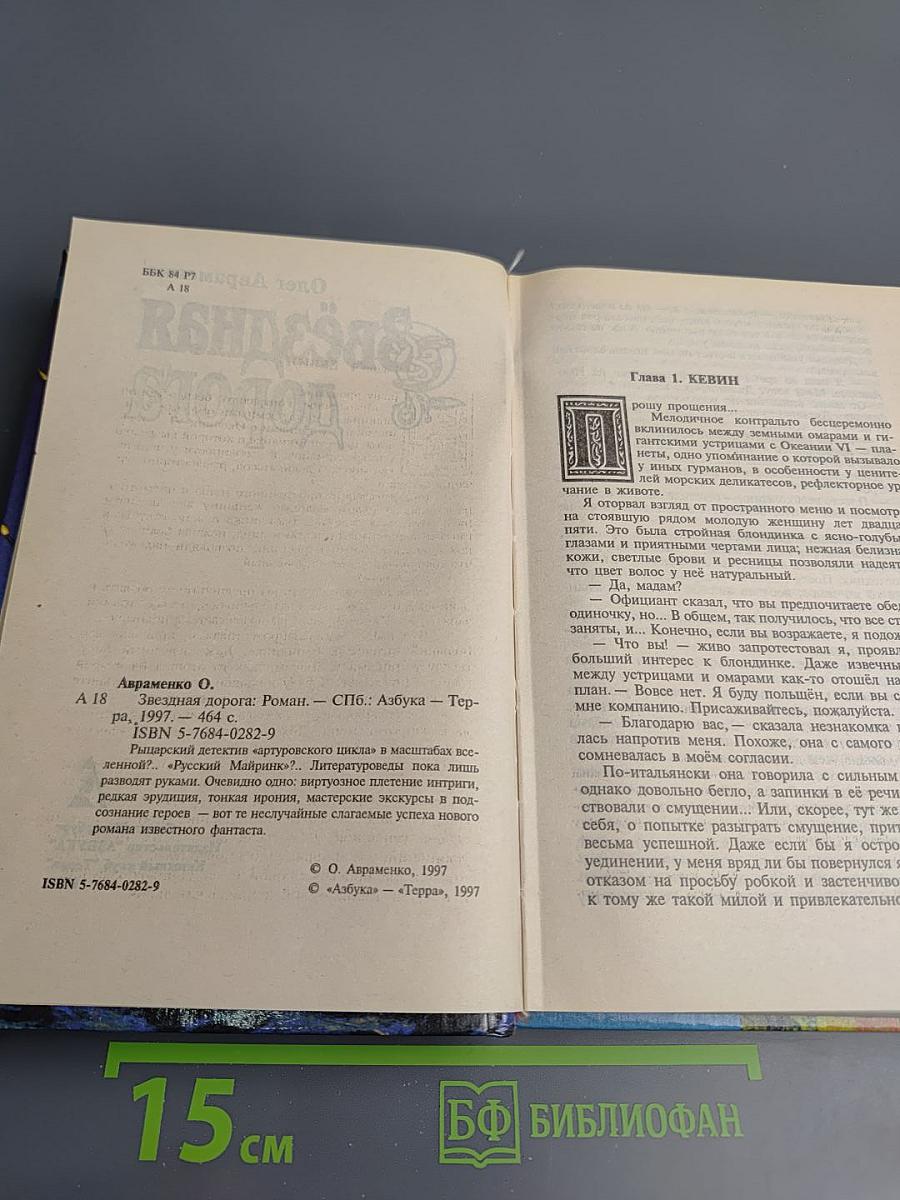 ББК 84 Р7
А 18
Авраменко О.
А 18 Звездная дорога: Роман. — СПб.: Азбука — Тер-
ра, 1997. — 464 с.
ISBN 5-7684-0282-9
Рыцарский детектив «артуровского цикла» в масштабах все-
ленной?.. «Русский Майринк»?.. Литературоведы пока лишь
разводят руками. Очевидно одно: виртуозное плетение интриги,
редкая эрудиция, тонкая ирония, мастерские экскурсы в под-
сознание героев — вот те неслучайные слагаемые успеха нового
романа известного фантаста.
© О. Авраменко, 1997
ISBN 5-7684-0282-9
© «Азбука» — «Терра», 1997
Глава 1. КЕВИН
Прошу прощения...
Мелодичное контральто бесцеремонно
вклинилось между земными омарами и ги-
гантскими устрицами с Океании VI — пла-
неты, одно упоминание о которой вызывало
у иных гурманов, в особенности у цените-
лей морских деликатесов, рефлекторное ур
чание в животе.
Я оторвал взгляд от пространного меню и посмотр
на стоявшую рядом молодую женщину лет двадца
пяти. Это была стройная блондинка с ясно-голубы
глазами и приятными чертами лица; нежная белизна
кожи, светлые брови и ресницы позволяли надеят
что цвет волос у неё натуральный.
— Да, мадам?
— Официант сказал, что вы предпочитаете обед
одиночку, но... В общем, так получилось, что все ст
заняты, и... Конечно, если вы возражаете, я подож
— Что вы! — живо запротестовал я, проявл
больший интерес к блондинке. Даже извечны
между устрицами и омарами как-то отошёл на
план. — Вовсе нет. Я буду польщён, если вы с
мне компанию. Присаживайтесь, пожалуйста.
— Благодарю вас, — сказала незнакомка и
лась напротив меня. Похоже, она с самого
сомневалась в моём согласии.
По-итальянски она говорила с сильным
однако довольно бегло, а запинки в её речи
ствовали о смущении... Или, скорее, тут же
себя, о попытке разыграть смущение, прит
весьма успешной. Даже если бы я остро
уединении, у меня вряд ли бы повернулся я
отказом на просьбу робкой и застенчиво
к тому же такой милой и привлекательно
15 см
БФ БИБЛИОФАН